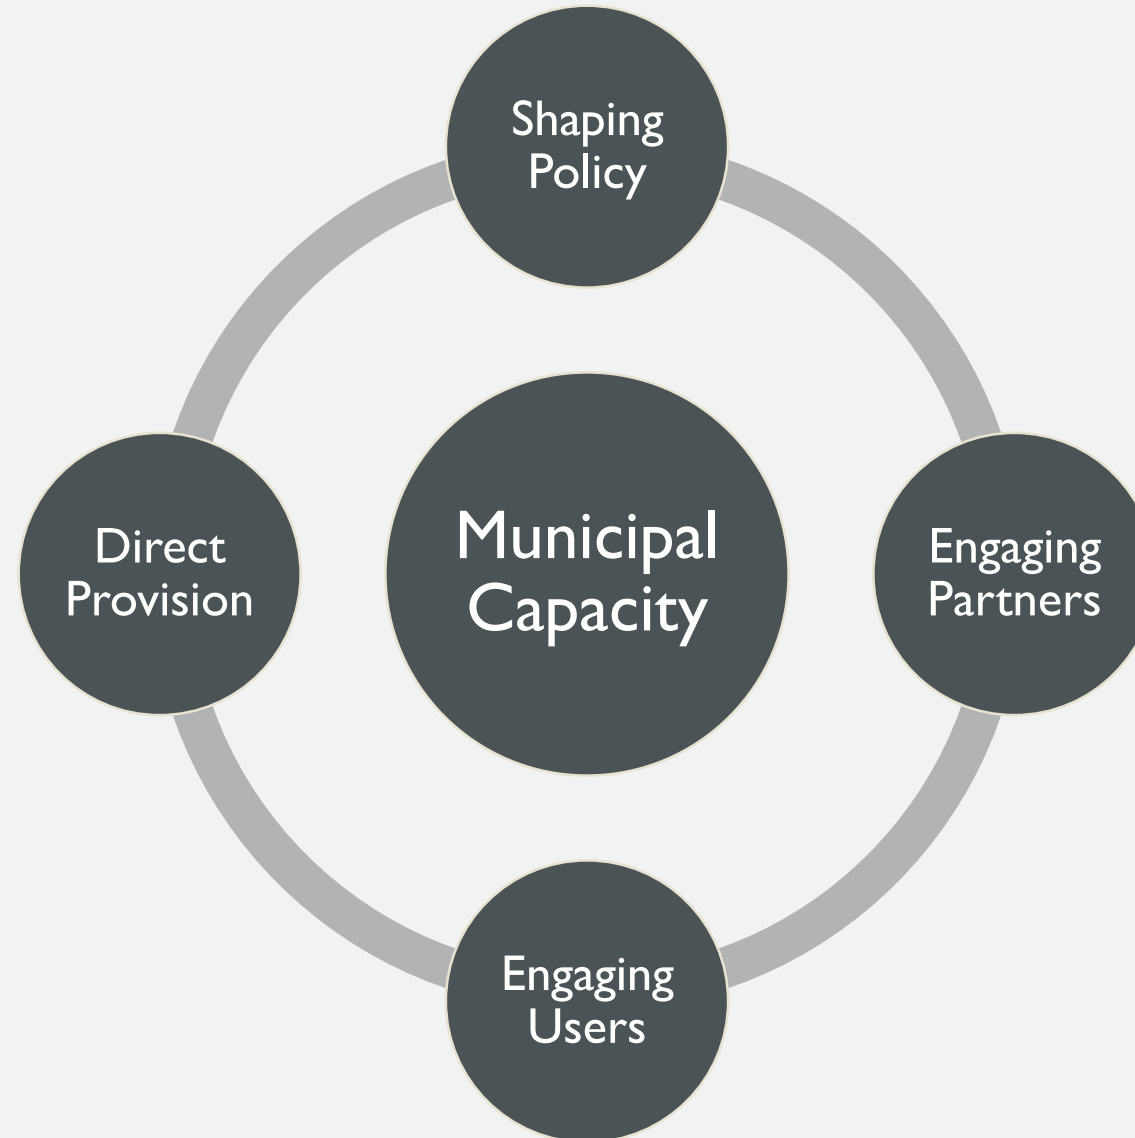 Shaping
Policy
Direct
Provision
Municipal
Capacity
Engaging
Partners
Engaging
Users